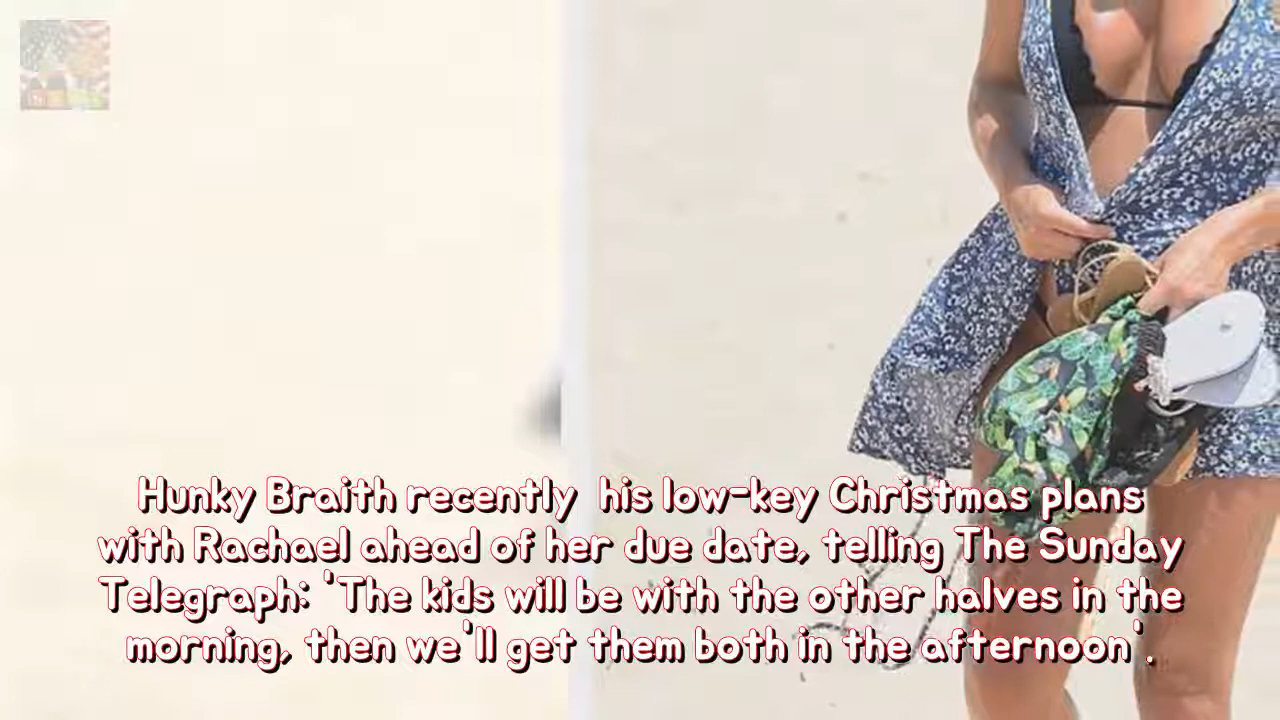 Hunky Braith recently  his low-key Christmas plans
with Rachael ahead of her due date, telling The Sunday
Telegraph: 'The kids will be with the other halves in the
morning, then we'll get them both in the afternoon'.